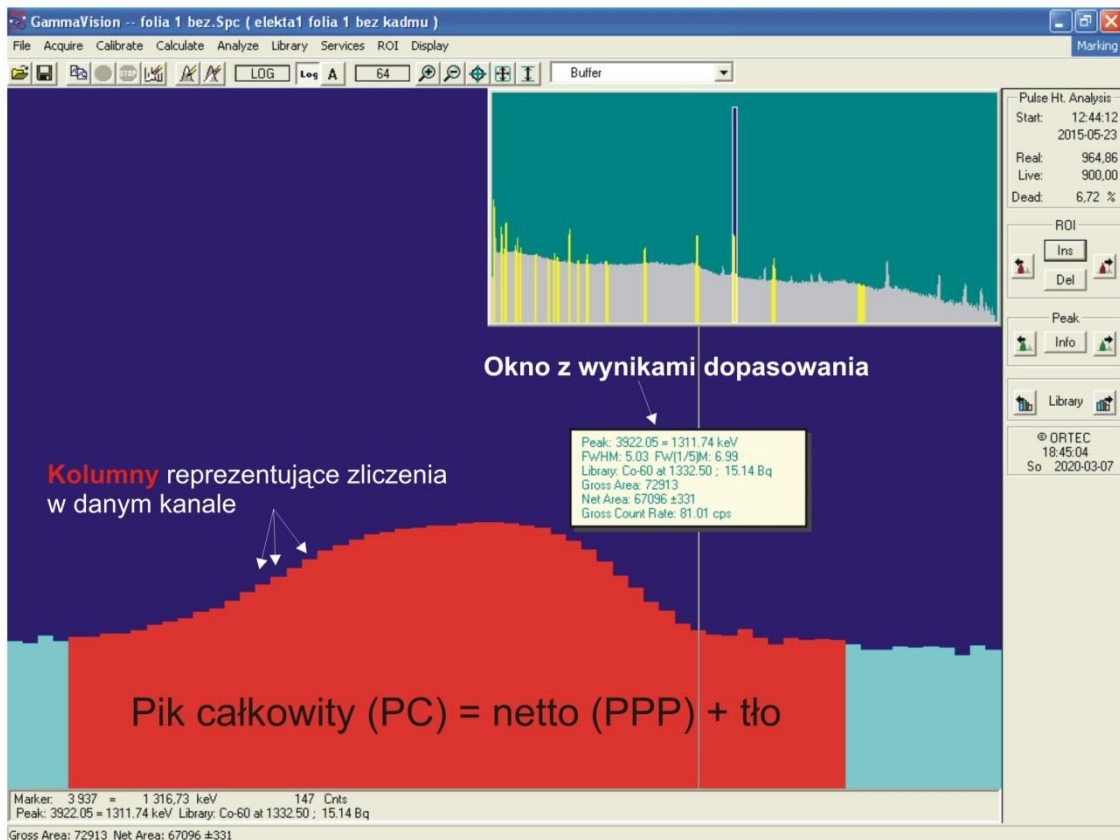 GammaVision -- folia 1 bez.Spc ( elekta1 folia 1 bez kadmu )
File Acquire Calibrate Calculate Analyze Library Services ROI Display
Marking
STOP LOG Log A 64 Buffer
Pulse Ht. Analysis
Start: 12:44:12
2015-05-23
Real: 964,86
Live: 900,00
Dead: 6,72 %
ROI
Ins
Del
Peak
Info
Library
© ORTEC
18:45:04
So 2020-03-07
Okno z wynikami dopasowania
Peak: 3922.05 = 1311.74 keV
FWHM: 5.03 FW(1/5)M: 6.99
Library: Co-60 at 1332.50 ; 15.14 Bq
Gross Area: 72913
Net Area: 67096 ±331
Gross Count Rate: 81.01 cps
Kolumny reprezentujące zliczenia
w danym kanale
Pik całkowity (PC) = netto (PPP) + tło
Marker: 3 937 = 1 316,73 keV 147 Cnts
Peak: 3922.05 = 1311.74 keV Library: Co-60 at 1332.50 ; 15.14 Bq
Gross Area: 72913 Net Area: 67096 ±331